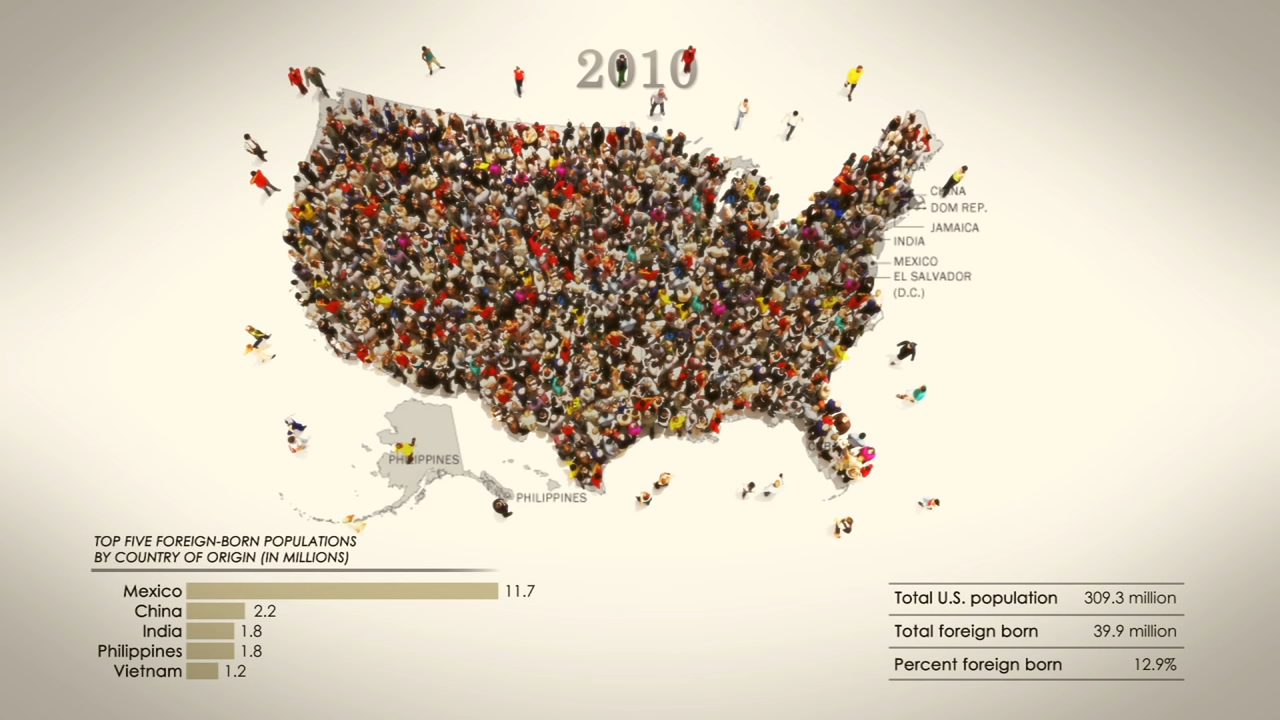 2010
CHINA
DOM REP.
JAMAICA
INDIA
MEXICO
EL SALVADOR
(D.C.)
PHILIPPINES
PHILIPPINES
TOP FIVE FOREIGN-BORN POPULATIONS
BY COUNTRY OF ORIGIN (IN MILLIONS)
Mexico 11.7
China 2.2
India 1.8
Philippines 1.8
Vietnam 1.2
Total U.S. population 309.3 million
Total foreign born 39.9 million
Percent foreign born 12.9%